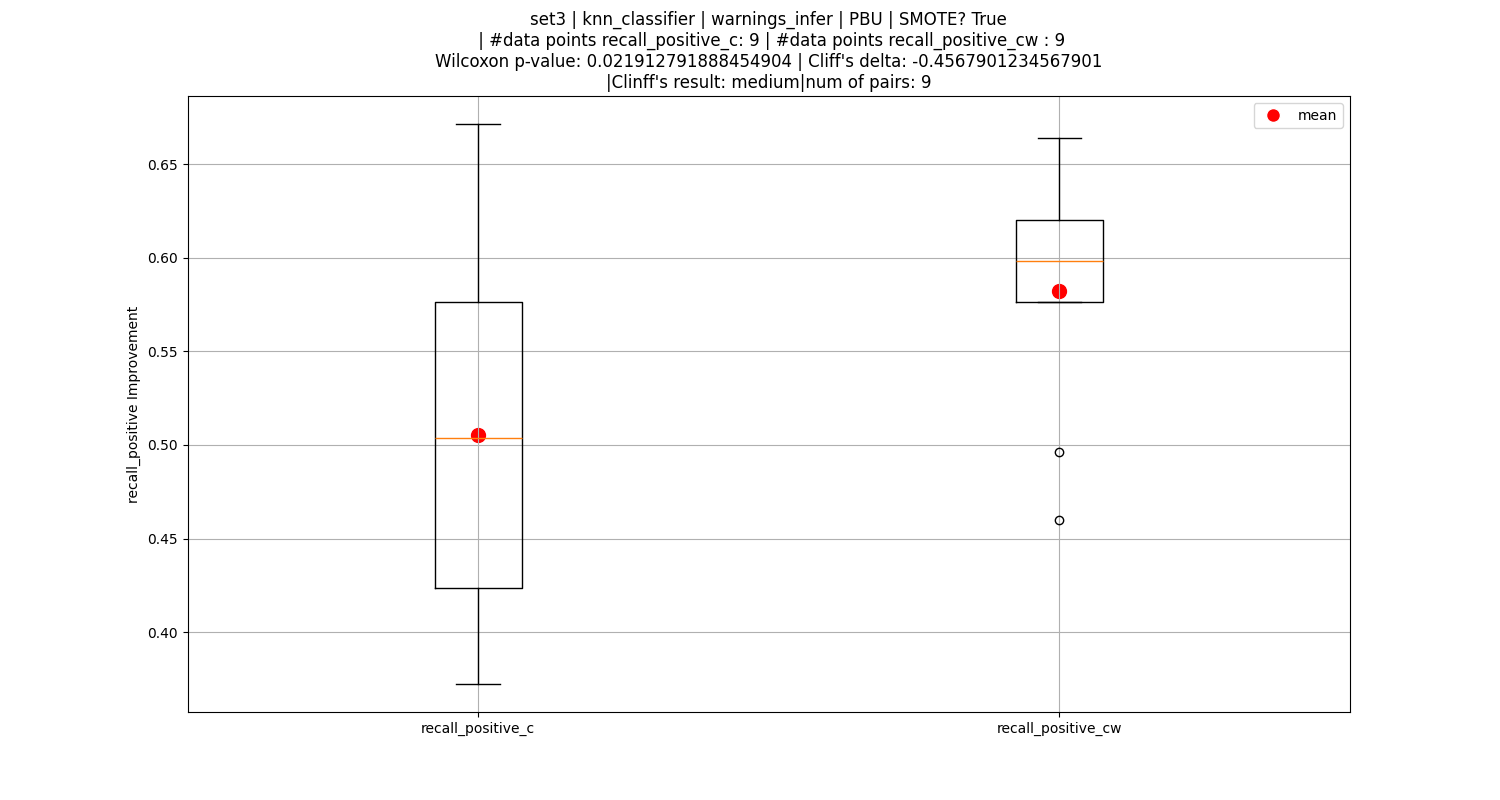 set3 | knn_classifier | warnings_infer | PBU | SMOTE? True
| #data points recall_positive_c: 9 | #data points recall_positive_cw : 9
Wilcoxon p-value: 0.021912791888454904 | Cliff's delta: -0.4567901234567901
|Clinff's result: medium|num of pairs: 9
mean
0.65
0.60
0.55
0.50
0.45
0.40
recall_positive Improvement
recall_positive_c
recall_positive_cw